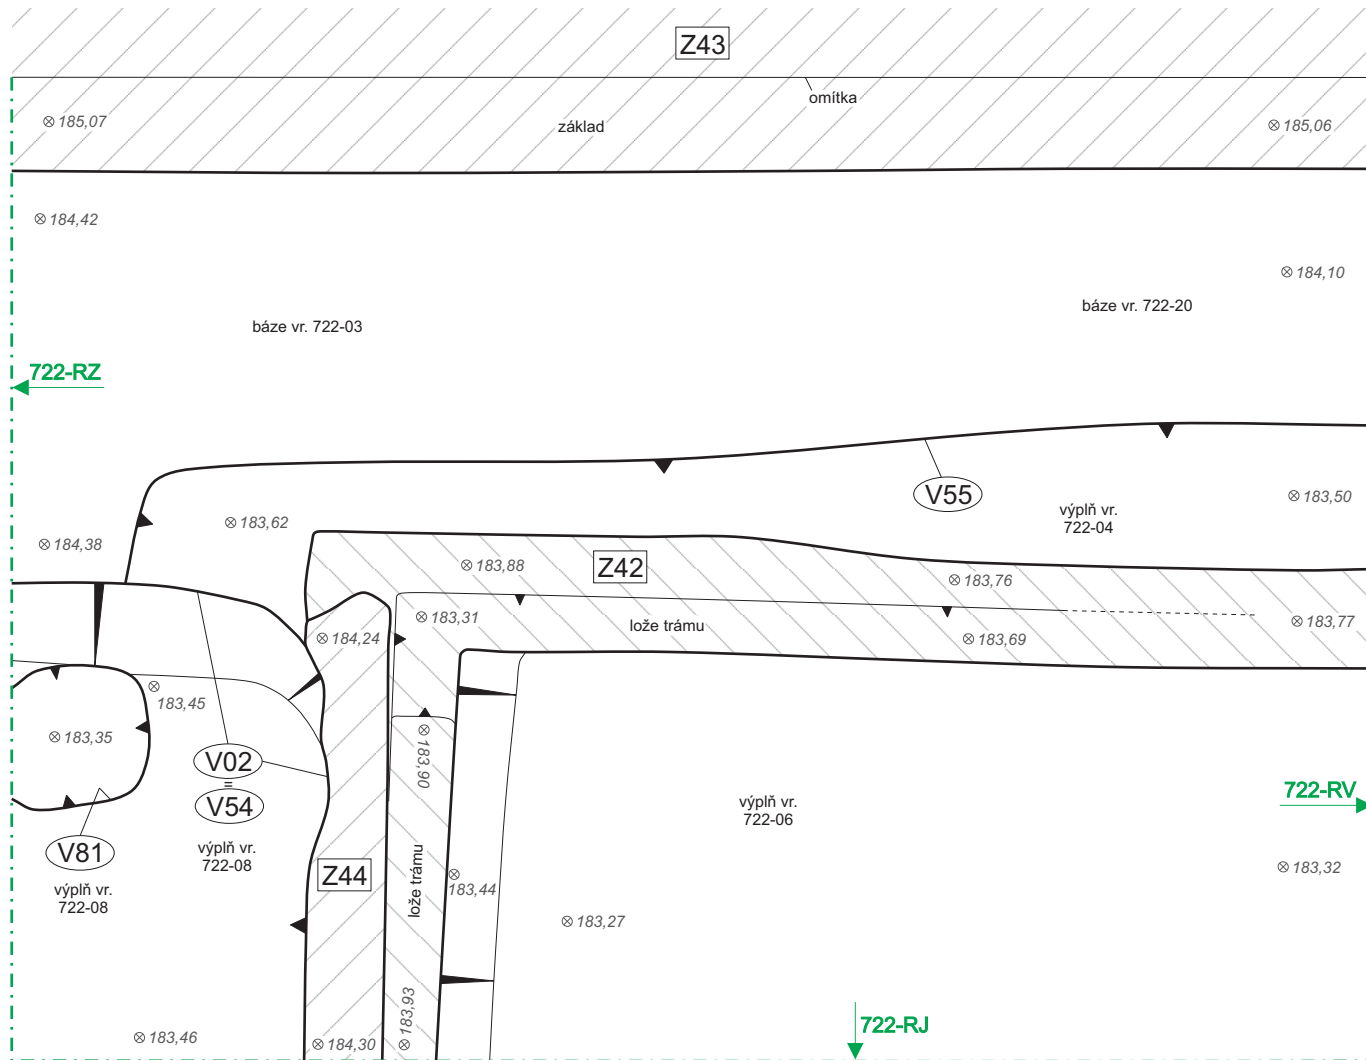 Z43
omítka
185,07
základ
185,06
184,42
184,10
báze vr. 722-20
báze vr. 722-03
722-RZ
V55
183,50
výplň vr.
722-04
183,62
184,38
183,88
Z42
183,76
183,31
lože trámu
183,77
184,24
183,69
183,45
183,35
183,90
V02
=
V54
722-RV
výplň vr.
722-06
V81
výplň vr.
722-08
183,32
Z44
lože trámu
183,44
výplň vr.
722-08
183,27
183,93
722-RJ
183,46
184,30